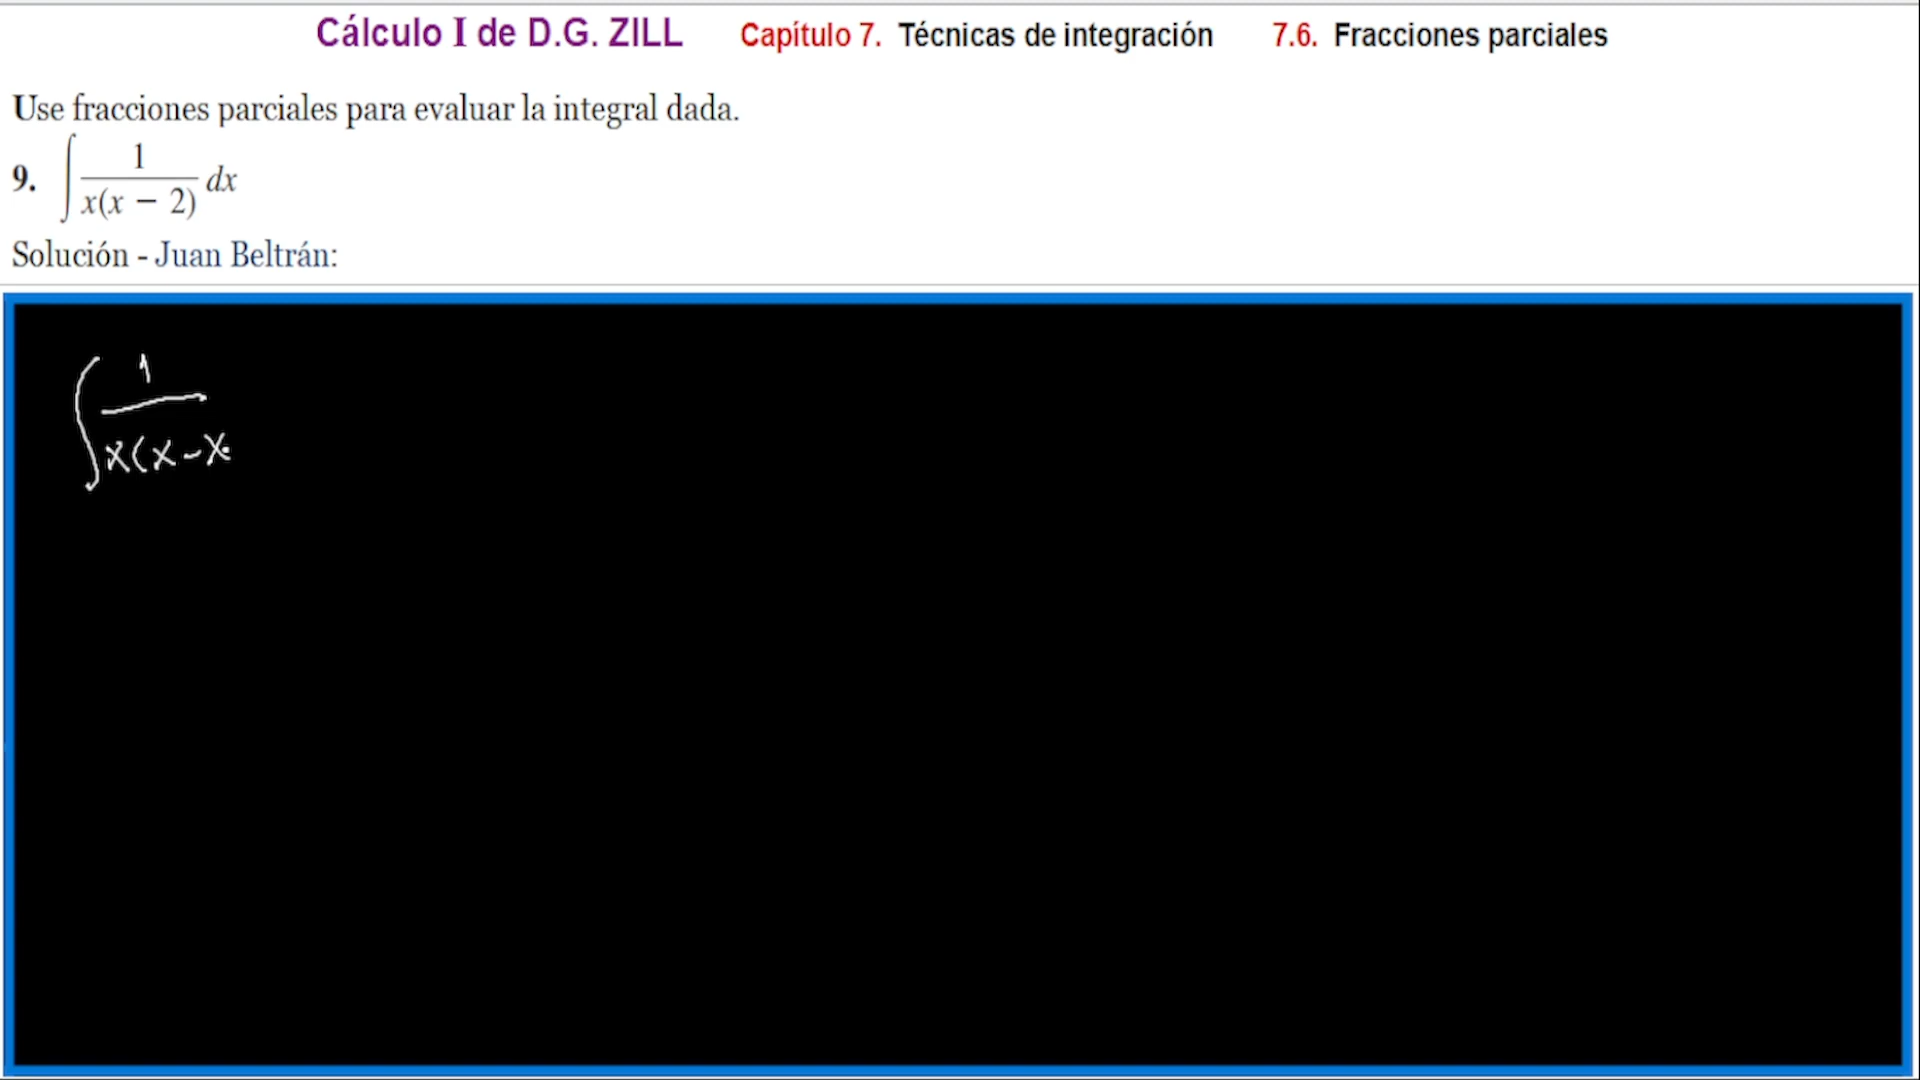 Cálculo I de D.G. ZILL Capítulo 7. Técnicas de integración 7.6. Fracciones parciales
Use fracciones parciales para evaluar la integral dada.
9. ∫ 1/x(x − 2) dx
Solución - Juan Beltrán:
∫ 1/x(x-x